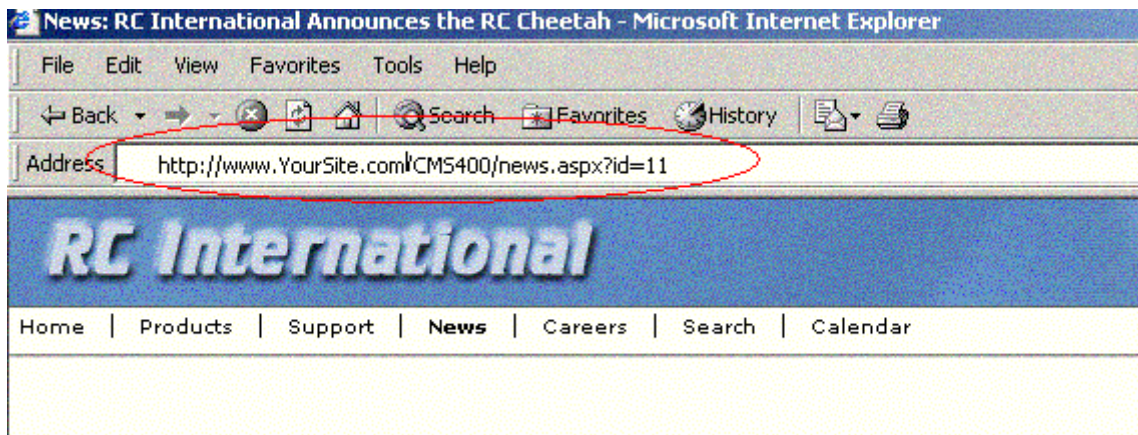 News: RC International Announces the RC Cheetah - Microsoft Internet Explorer
File Edit View Favorites Tools Help
Back Search Favorites History
Address http://www.YourSite.com/CMS400/news.aspx?id=11
RC International
Home | Products | Support | News | Careers | Search | Calendar